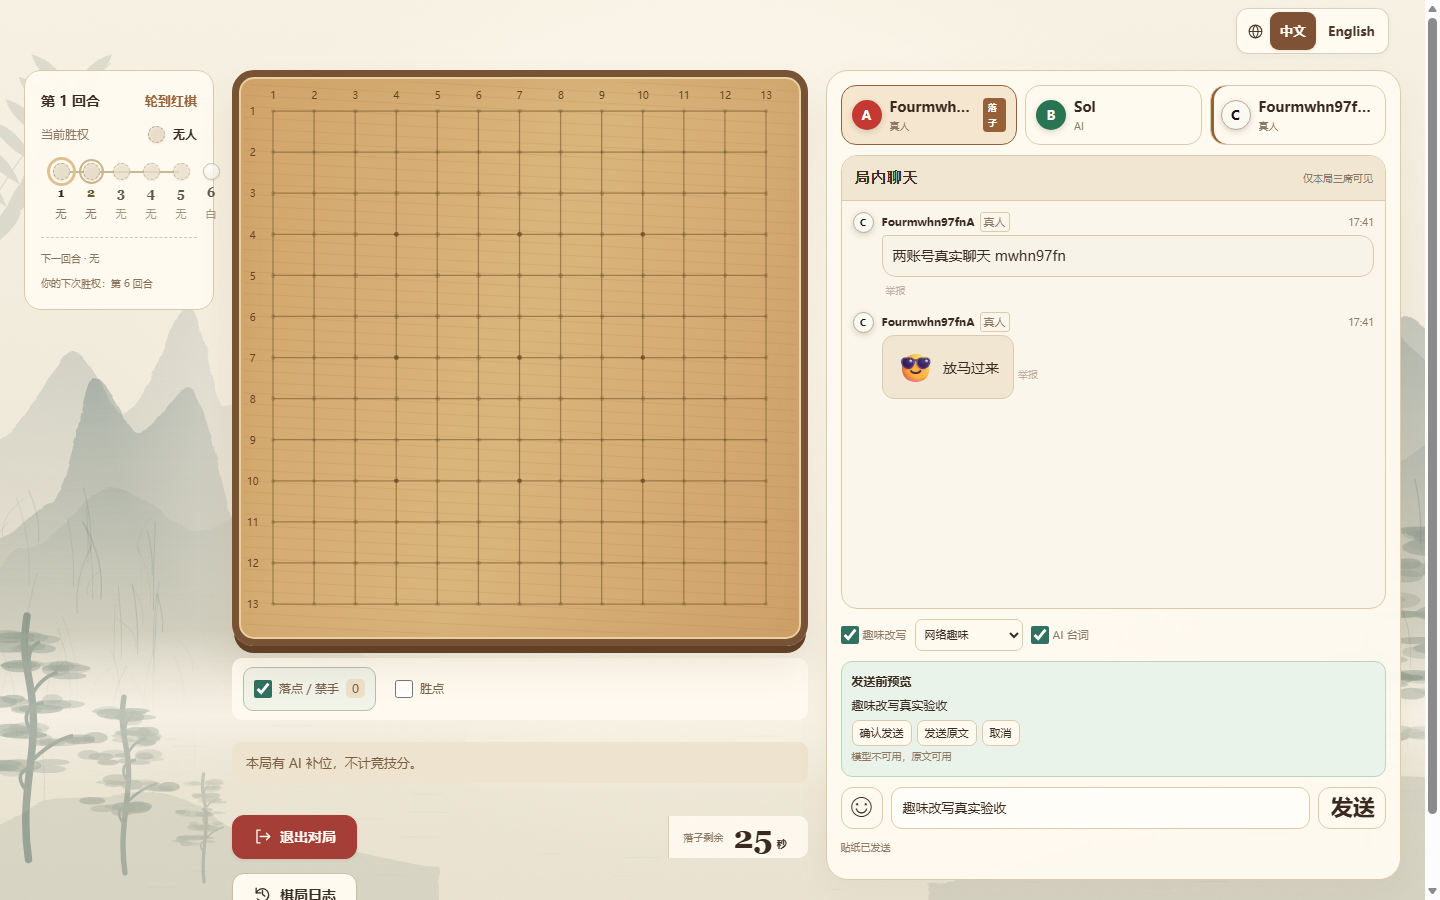 中文 English
第 1 回合 轮到红棋
当前胜权 无人
1 2 3 4 5 6
无 无 无 无 无 白
下一回合 · 无
你的下次胜权：第 6 回合
1 2 3 4 5 6 7 8 9 10 11 12 13
1
2
3
4
5
6
7
8
9
10
11
12
13
落点 / 禁手 0 胜点
本局有 AI 补位，不计竞技分。
退出对局
落子剩余 25 秒
棋局日志
A Fourmwh... 真人 落子
B Sol AI
C Fourmwhn97f... 真人
局内聊天 仅本局三席可见
C Fourmwhn97fnA 真人 17:41
两账号真实聊天 mwhn97fn
举报
C Fourmwhn97fnA 真人 17:41
放马过来 举报
趣味改写 网络趣味 AI 台词
发送前预览
趣味改写真实验收
确认发送 发送原文 取消
模型不可用，原文可用
趣味改写真实验收 发送
贴纸已发送